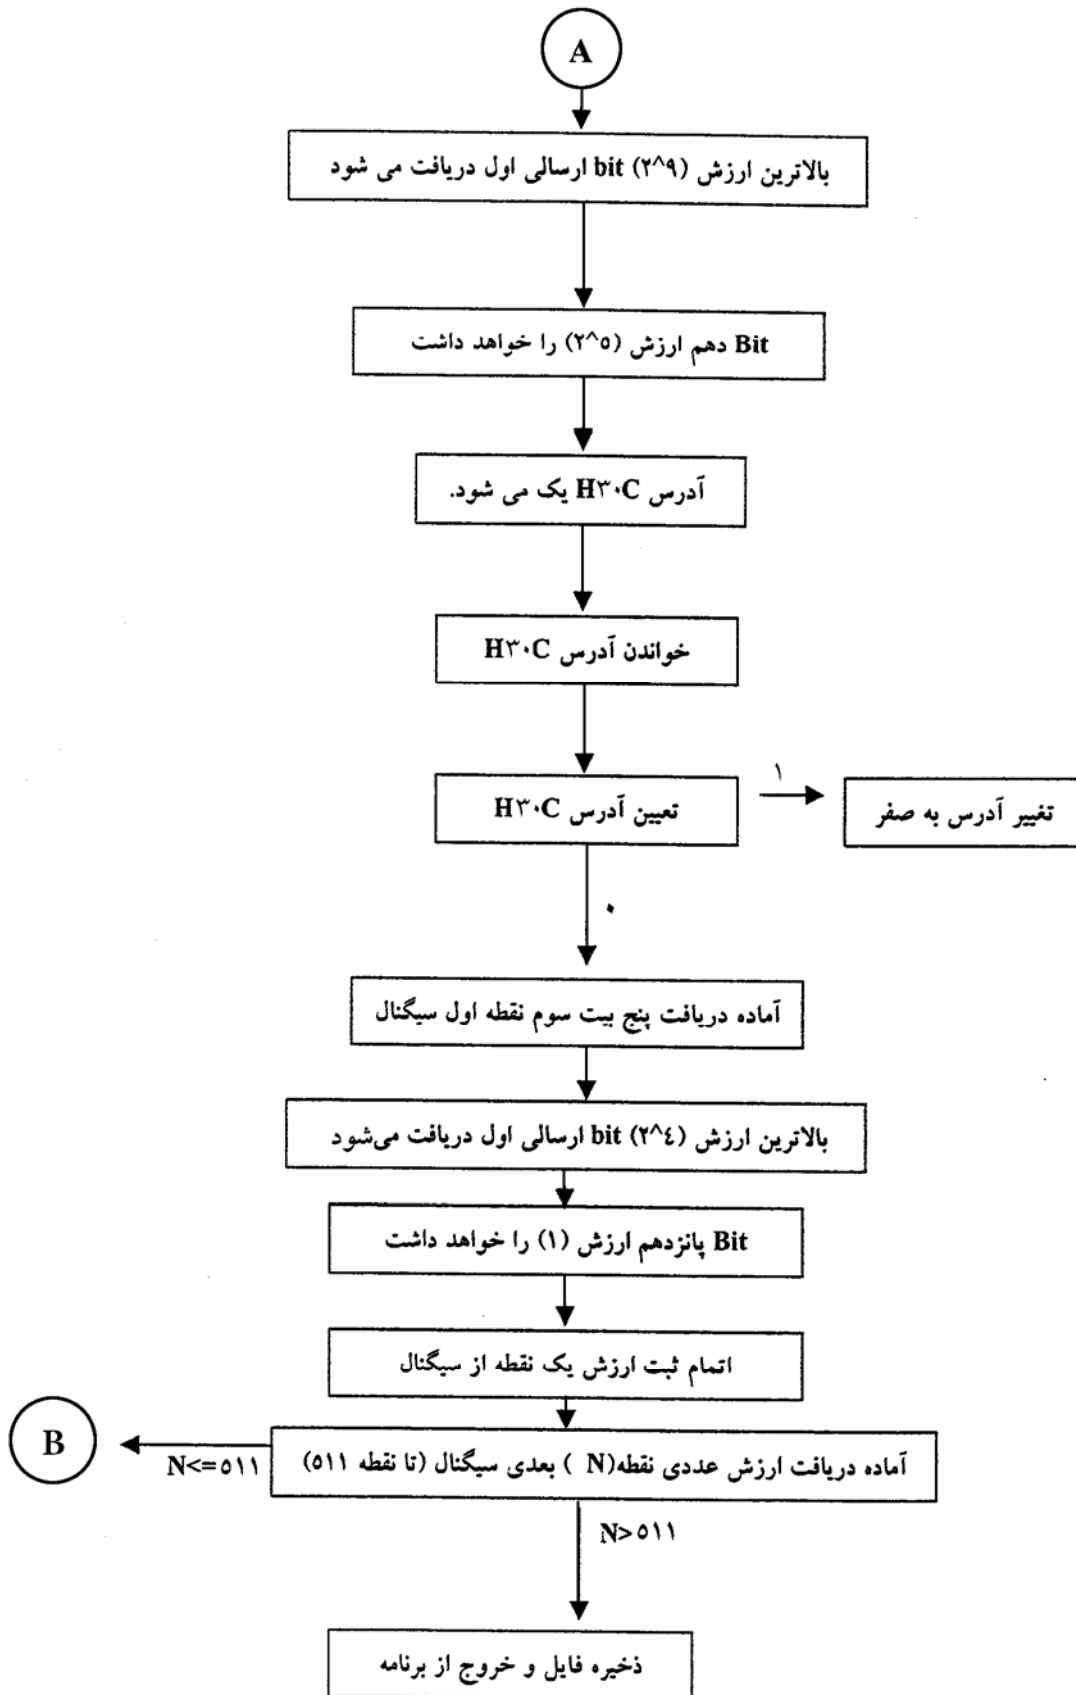 A
بالاترین ارزش (۲^۹) bit ارسالی اول دریافت می شود
Bit دهم ارزش (۲^٥) را خواهد داشت
آدرس H۳۰C یک می شود.
خواندن آدرس H۳۰C
تعیین آدرس H۳۰C
۱
تغییر آدرس به صفر
۰
آماده دریافت پنج بیت سوم نقطه اول سیگنال
بالاترین ارزش (۲^٤) bit ارسالی اول دریافت می‌شود
Bit پانزدهم ارزش (۱) را خواهد داشت
اتمام ثبت ارزش یک نقطه از سیگنال
آماده دریافت ارزش عددی نقطه(N ) بعدی سیگنال (تا نقطه ٥۱۱)
N<=٥۱۱
B
N>٥۱۱
ذخیره فایل و خروج از برنامه